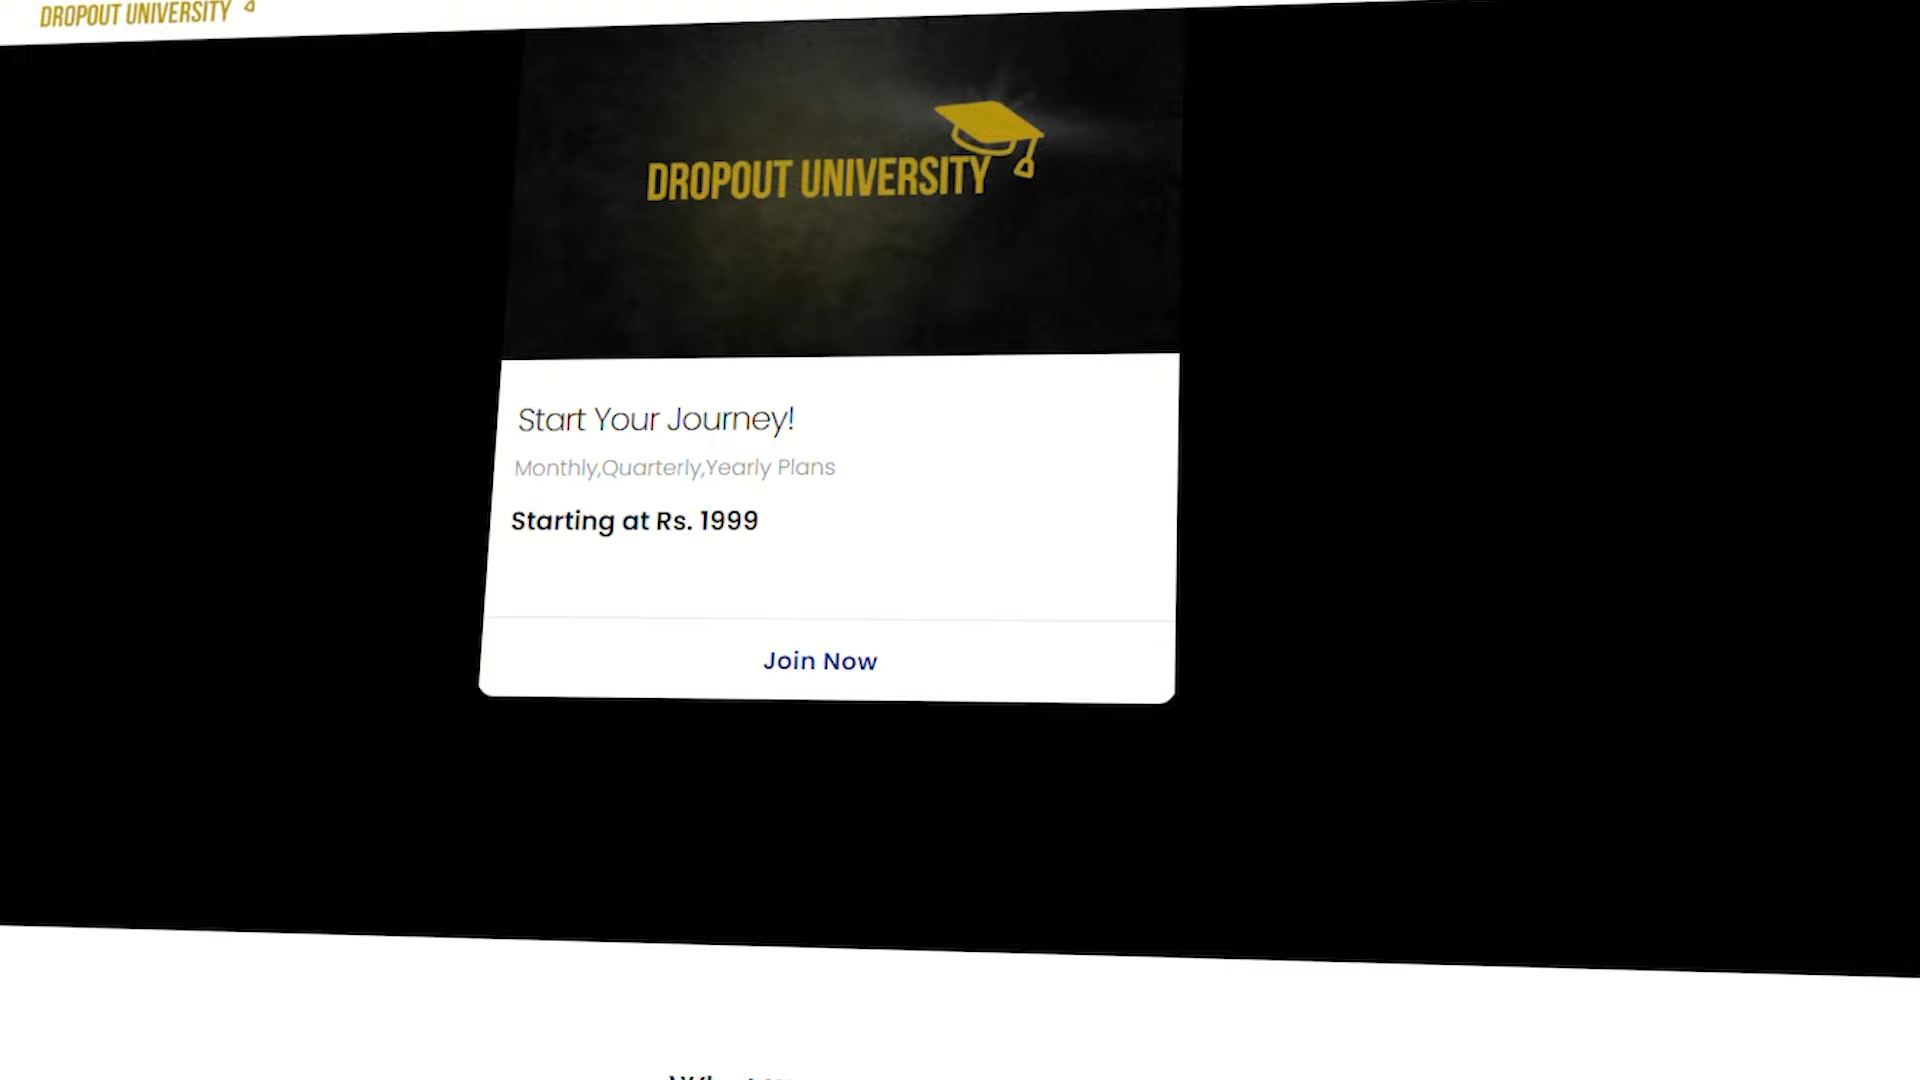 DROPOUT UNIVERSITY
DROPOUT UNIVERSITY
Start Your Journey!
Monthly,Quarterly,Yearly Plans
Starting at Rs. 1999
Join Now